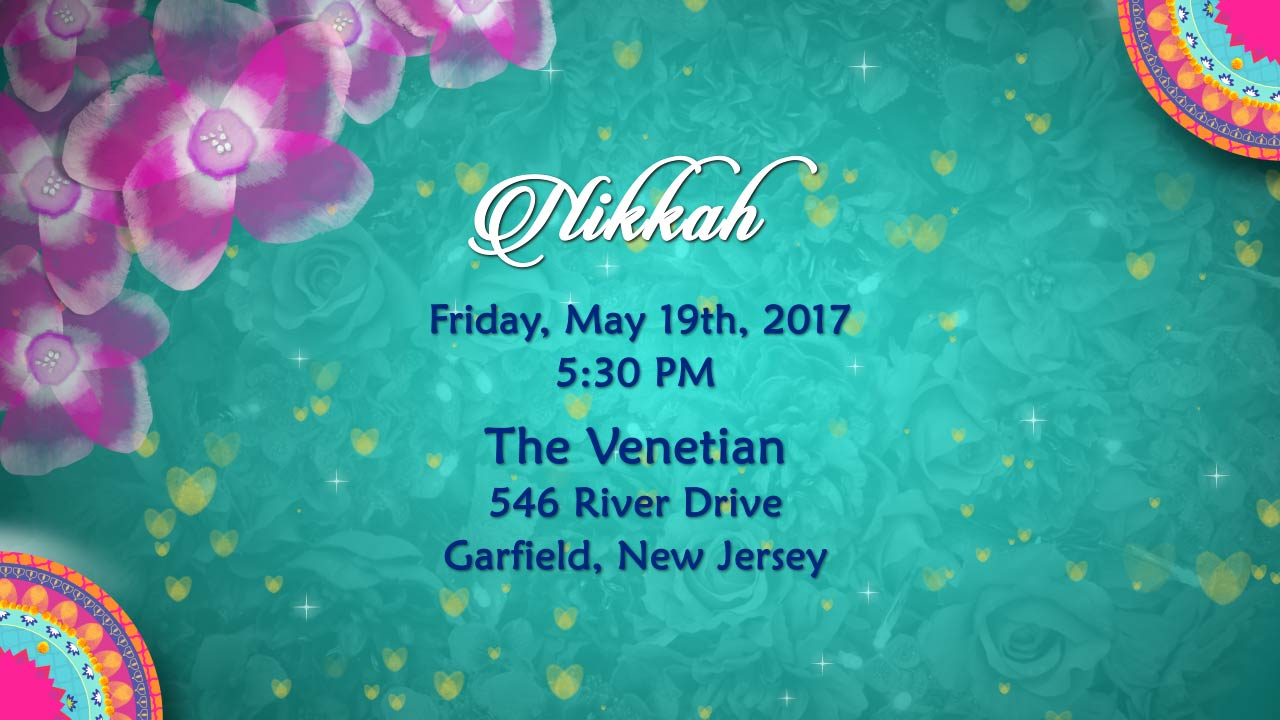 Nikkah
Friday, May 19th, 2017
5:30 PM
The Venetian
546 River Drive
Garfield, New Jersey